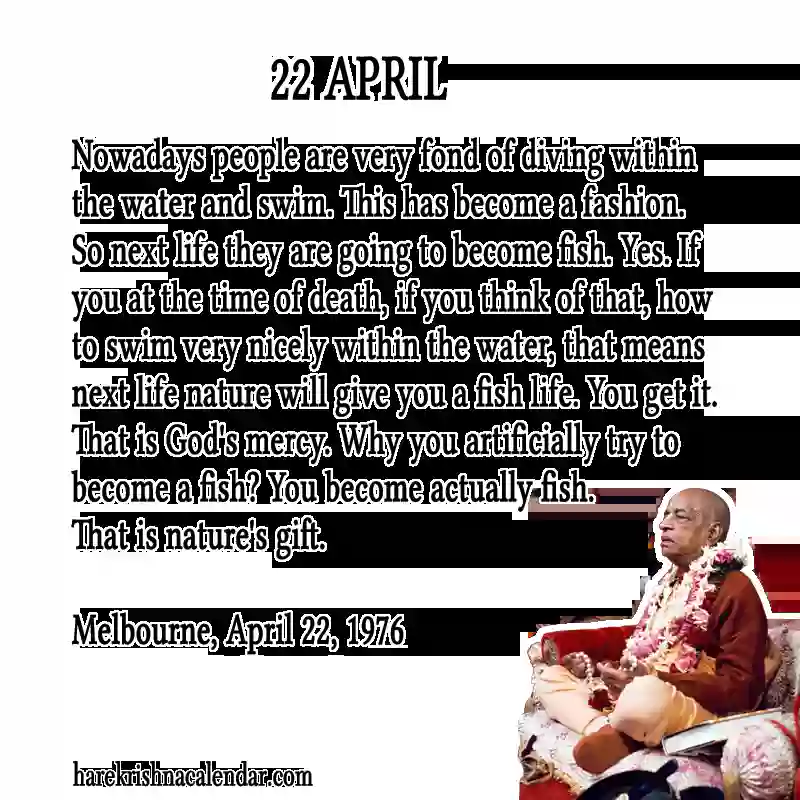 22 APRIL
Nowadays people are very fond of diving within
the water and swim. This has become a fashion.
So next life they are going to become fish. Yes. If
you at the time of death, if you think of that, how
to swim very nicely within the water, that means
next life nature will give you a fish life. You get it.
That is God's mercy. Why you artificially try to
become a fish? You become actually fish.
That is nature's gift.
Melbourne, April 22, 1976
harekrishnacalendar.com